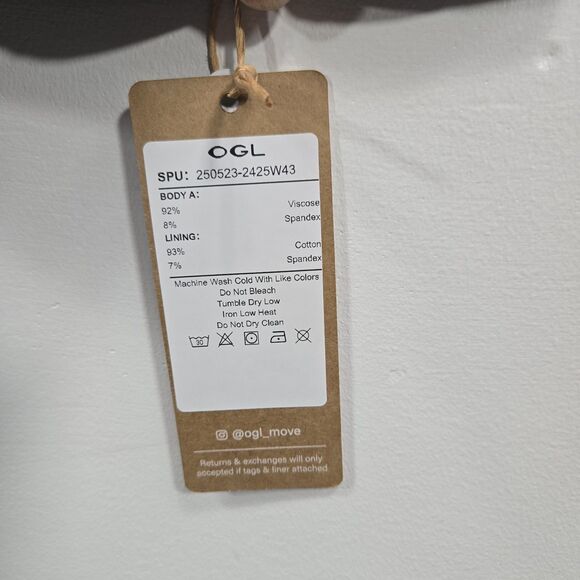 OGL
SPU: 250523-2425W43
BODY A:
92% Viscose
8% Spandex
LINING:
93% Cotton
7% Spandex
Machine Wash Cold With Like Colors
Do Not Bleach
Tumble Dry Low
Iron Low Heat
Do Not Dry Clean
30
@ogl_move
Returns & exchanges will only
accepted if tags & liner attached